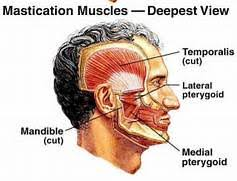 Mastication Muscles — Deepest View
Temporalis
(cut)
Lateral
pterygoid
Mandible
(cut)
Medial
pterygoid